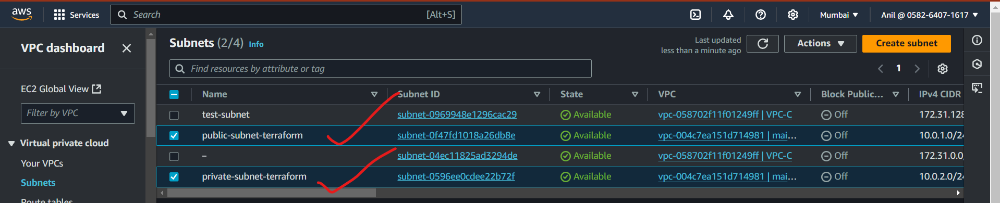 aws Services Search [Alt+S] Mumbai ▼ Anil @ 0582-6407-1617 ▼
VPC dashboard
EC2 Global View
Filter by VPC ▼
▼ Virtual private cloud
Your VPCs
Subnets
Route tables
Subnets (2/4) Info
Last updated
less than a minute ago
Actions ▼ Create subnet
Find resources by attribute or tag
1
Name Subnet ID State VPC Block Public... IPv4 CIDR
test-subnet subnet-0969948e1296cac29 Available vpc-058702f11f01249ff | VPC-C Off 172.31.128
public-subnet-terraform subnet-0f47fd1018a26db8e Available vpc-004c7ea151d714981 | mai... Off 10.0.1.0/24
– subnet-04ec11825ad3294de Available vpc-058702f11f01249ff | VPC-C Off 172.31.0.0/
private-subnet-terraform subnet-0596ee0cdee22b72f Available vpc-004c7ea151d714981 | mai... Off 10.0.2.0/24